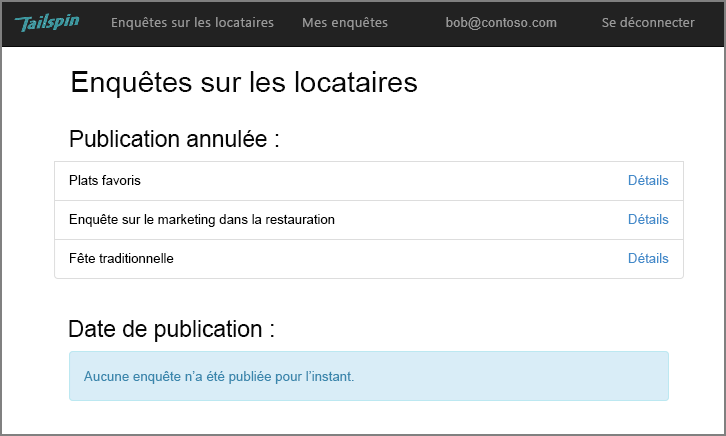 Tailspin Enquêtes sur les locataires Mes enquêtes bob@contoso.com Se déconnecter
Enquêtes sur les locataires
Publication annulée :
Plats favoris Détails
Enquête sur le marketing dans la restauration Détails
Fête traditionnelle Détails
Date de publication :
Aucune enquête n’a été publiée pour l’instant.